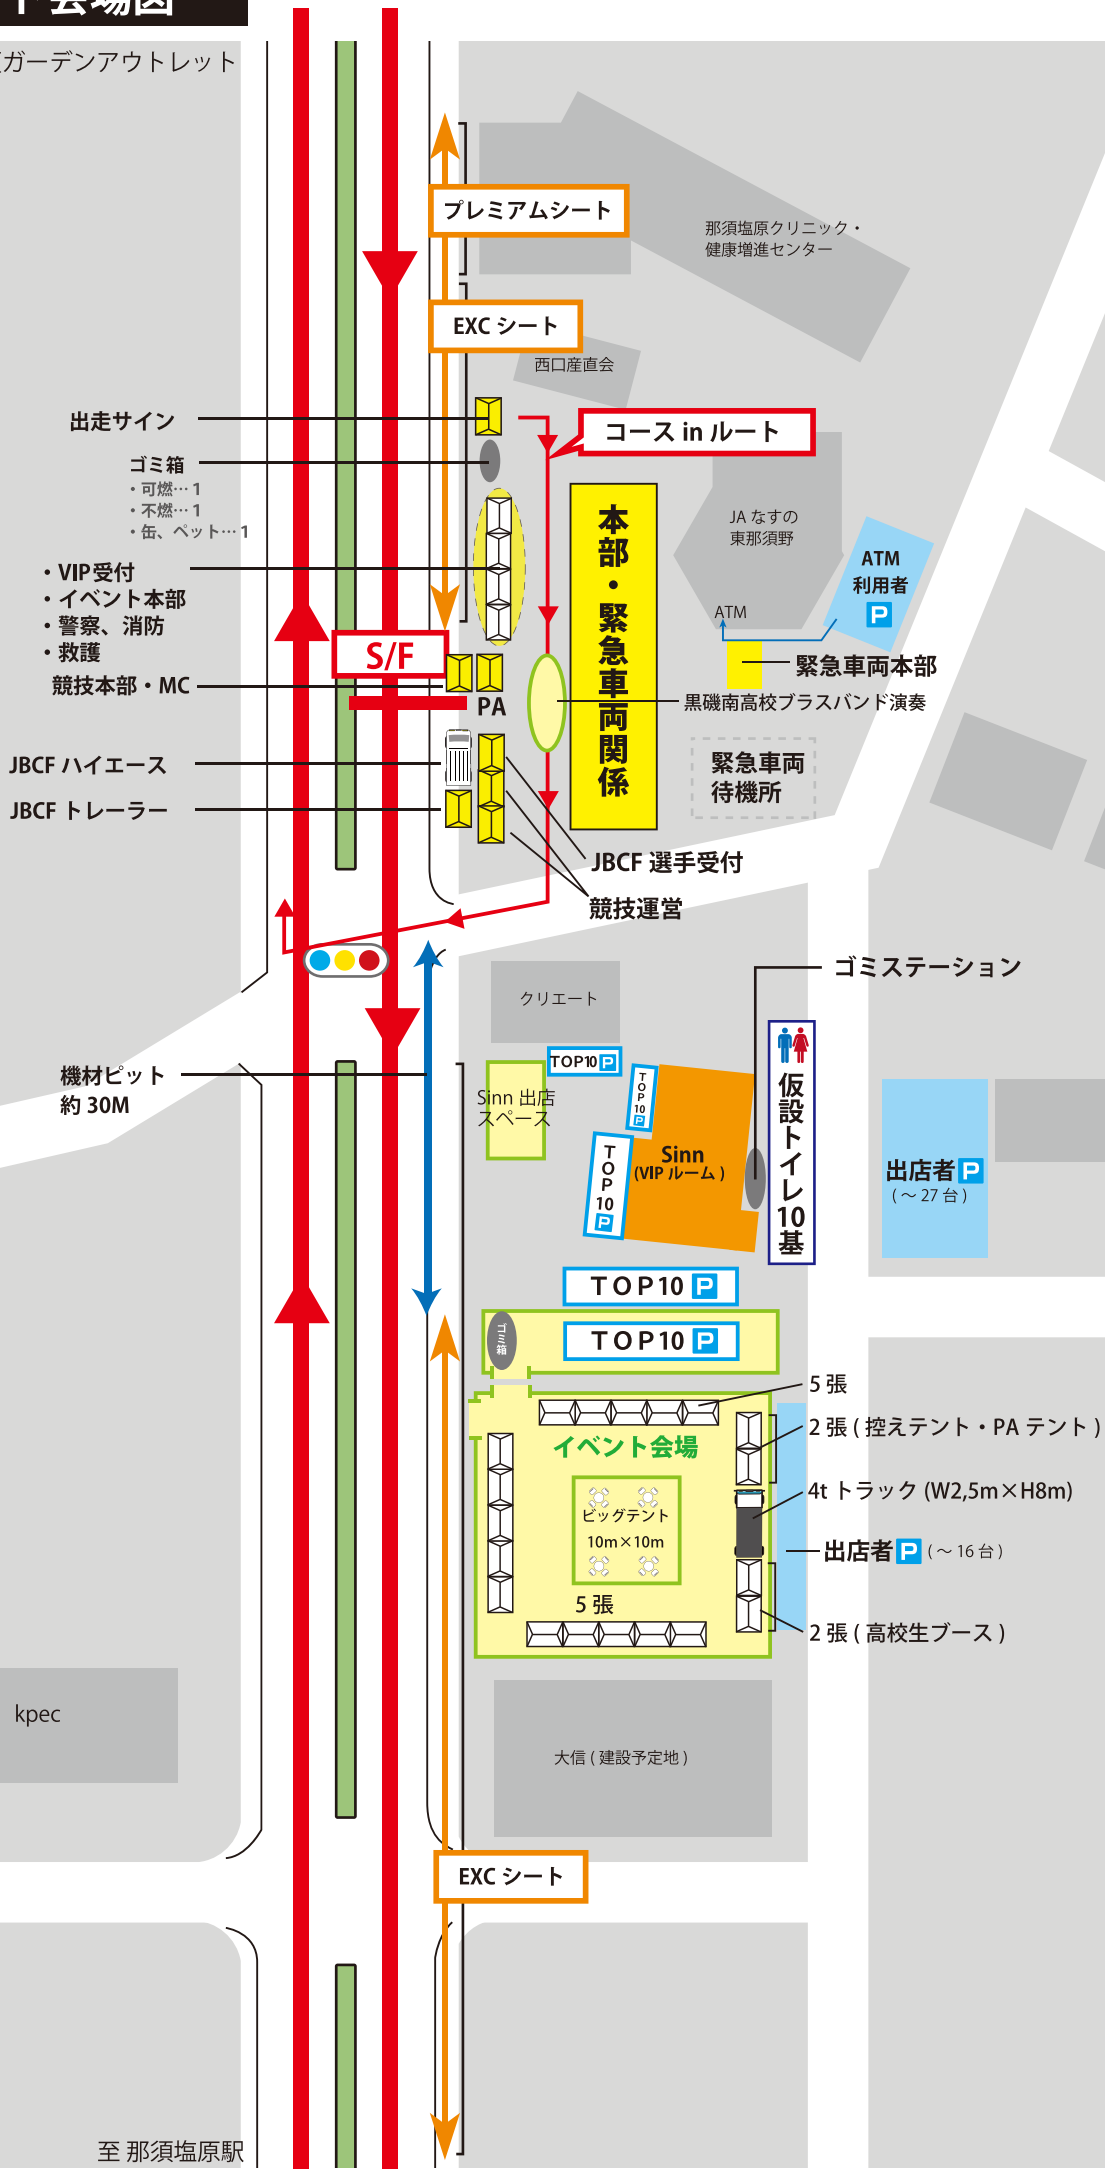 ト会場図
ガーデンアウトレット
プレミアムシート
那須塩原クリニック・
健康増進センター
EXC シート
西口産直会
出走サイン
コース in ルート
ゴミ箱
・可燃… 1
・不燃… 1
・缶、ペット… 1
本部・緊急車両関係
JA なすの
東那須野
ATM
利用者
P
ATM
・VIP受付
・イベント本部
・警察、消防
・救護
S/F
緊急車両本部
競技本部・MC
PA
黒磯南高校ブラスバンド演奏
JBCF ハイエース
緊急車両
待機所
JBCF トレーラー
JBCF 選手受付
競技運営
ゴミステーション
クリエート
機材ピット
約 30M
TOP10 P
TOP10 P
Sinn 出店
スペース
TOP10 P
Sinn
(VIP ルーム )
仮設トイレ10基
出店者 P
( ～ 27 台 )
TOP10 P
ゴミ箱
TOP10 P
5 張
2 張 ( 控えテント・PA テント )
イベント会場
4t トラック (W2,5m×H8m)
ビッグテント
10m×10m
出店者 P ( ～ 16 台 )
5 張
2 張 ( 高校生ブース )
kpec
大信 ( 建設予定地 )
EXC シート
至 那須塩原駅